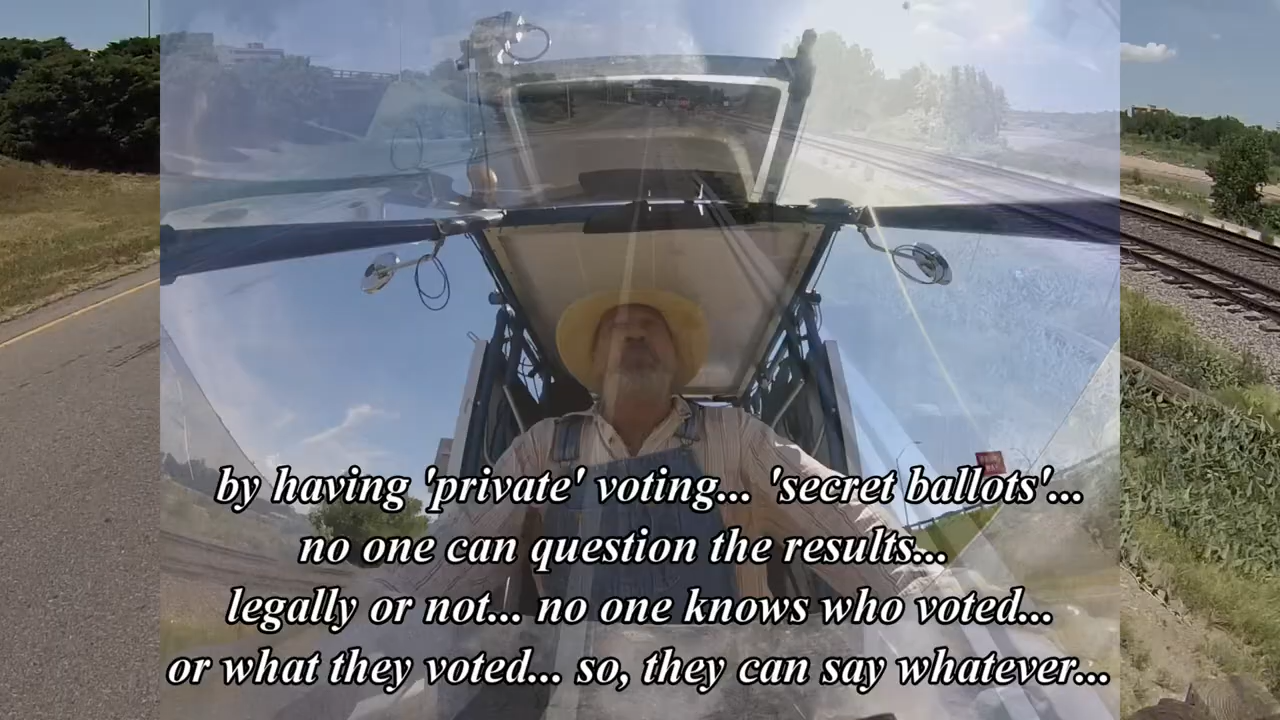 by having 'private' voting... 'secret ballots'...
no one can question the results...
legally or not... no one knows who voted...
or what they voted... so, they can say whatever...